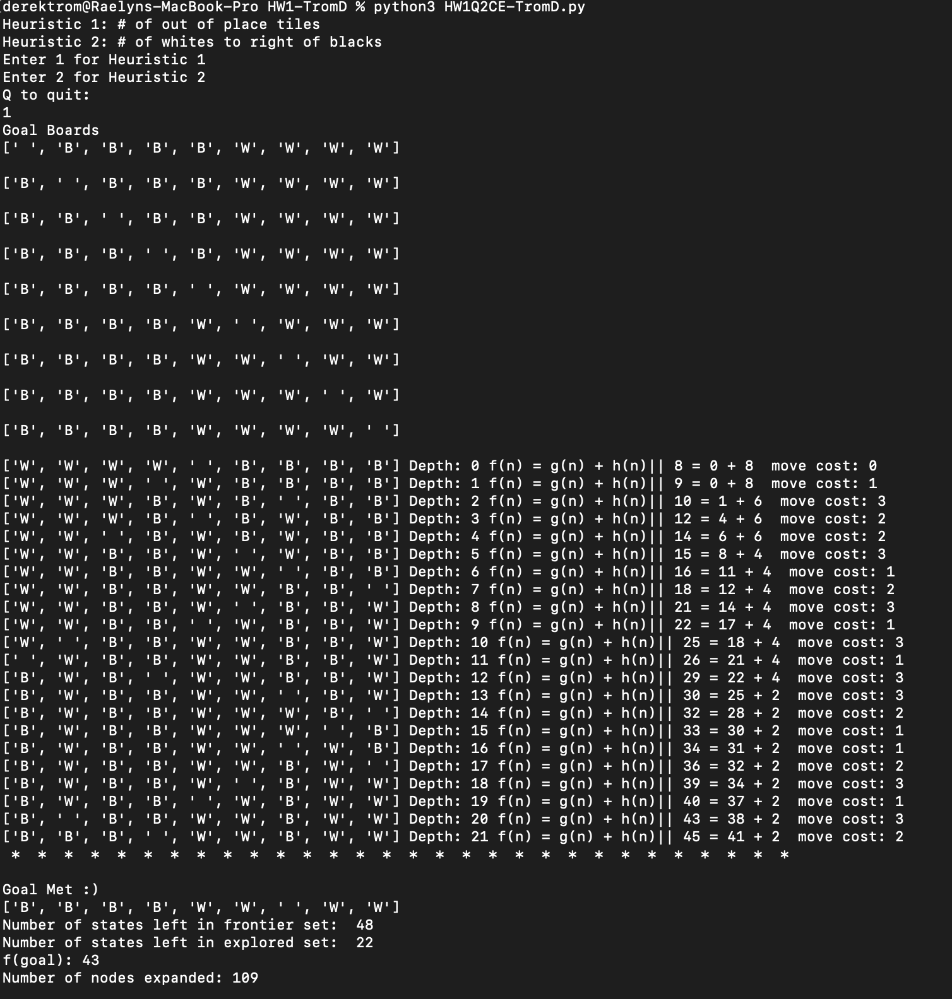 derektrom@Raelyns-MacBook-Pro HW1-TromD % python3 HW1Q2CE-TromD.py
Heuristic 1: # of out of place tiles
Heuristic 2: # of whites to right of blacks
Enter 1 for Heuristic 1
Enter 2 for Heuristic 2
Q to quit:
1
Goal Boards
[' ', 'B', 'B', 'B', 'B', 'W', 'W', 'W', 'W']
['B', ' ', 'B', 'B', 'B', 'W', 'W', 'W', 'W']
['B', 'B', ' ', 'B', 'B', 'W', 'W', 'W', 'W']
['B', 'B', 'B', ' ', 'B', 'W', 'W', 'W', 'W']
['B', 'B', 'B', 'B', ' ', 'W', 'W', 'W', 'W']
['B', 'B', 'B', 'B', 'W', ' ', 'W', 'W', 'W']
['B', 'B', 'B', 'B', 'W', 'W', ' ', 'W', 'W']
['B', 'B', 'B', 'B', 'W', 'W', 'W', ' ', 'W']
['B', 'B', 'B', 'B', 'W', 'W', 'W', 'W', ' ']
['W', 'W', 'W', 'W', ' ', 'B', 'B', 'B', 'B'] Depth: 0 f(n) = g(n) + h(n)|| 8 = 0 + 8  move cost: 0
['W', 'W', 'W', ' ', 'W', 'B', 'B', 'B', 'B'] Depth: 1 f(n) = g(n) + h(n)|| 9 = 0 + 8  move cost: 1
['W', 'W', 'W', 'B', 'W', 'B', ' ', 'B', 'B'] Depth: 2 f(n) = g(n) + h(n)|| 10 = 1 + 6  move cost: 3
['W', 'W', 'W', 'B', ' ', 'B', 'W', 'B', 'B'] Depth: 3 f(n) = g(n) + h(n)|| 12 = 4 + 6  move cost: 2
['W', 'W', ' ', 'B', 'W', 'B', 'W', 'B', 'B'] Depth: 4 f(n) = g(n) + h(n)|| 14 = 6 + 6  move cost: 2
['W', 'W', 'B', 'B', 'W', ' ', 'W', 'B', 'B'] Depth: 5 f(n) = g(n) + h(n)|| 15 = 8 + 4  move cost: 3
['W', 'W', 'B', 'B', 'W', 'W', ' ', 'B', 'B'] Depth: 6 f(n) = g(n) + h(n)|| 16 = 11 + 4  move cost: 1
['W', 'W', 'B', 'B', 'W', 'W', 'B', 'B', ' '] Depth: 7 f(n) = g(n) + h(n)|| 18 = 12 + 4  move cost: 2
['W', 'W', 'B', 'B', 'W', ' ', 'B', 'B', 'W'] Depth: 8 f(n) = g(n) + h(n)|| 21 = 14 + 4  move cost: 3
['W', 'W', 'B', 'B', ' ', 'W', 'B', 'B', 'W'] Depth: 9 f(n) = g(n) + h(n)|| 22 = 17 + 4  move cost: 1
['W', ' ', 'B', 'B', 'W', 'W', 'B', 'B', 'W'] Depth: 10 f(n) = g(n) + h(n)|| 25 = 18 + 4  move cost: 3
[' ', 'W', 'B', 'B', 'W', 'W', 'B', 'B', 'W'] Depth: 11 f(n) = g(n) + h(n)|| 26 = 21 + 4  move cost: 1
['B', 'W', 'B', ' ', 'W', 'W', 'B', 'B', 'W'] Depth: 12 f(n) = g(n) + h(n)|| 29 = 22 + 4  move cost: 3
['B', 'W', 'B', 'B', 'W', 'W', ' ', 'B', 'W'] Depth: 13 f(n) = g(n) + h(n)|| 30 = 25 + 2  move cost: 3
['B', 'W', 'B', 'B', 'W', 'W', 'W', 'B', ' '] Depth: 14 f(n) = g(n) + h(n)|| 32 = 28 + 2  move cost: 2
['B', 'W', 'B', 'B', 'W', 'W', 'W', ' ', 'B'] Depth: 15 f(n) = g(n) + h(n)|| 33 = 30 + 2  move cost: 1
['B', 'W', 'B', 'B', 'W', 'W', ' ', 'W', 'B'] Depth: 16 f(n) = g(n) + h(n)|| 34 = 31 + 2  move cost: 1
['B', 'W', 'B', 'B', 'W', 'W', 'B', 'W', ' '] Depth: 17 f(n) = g(n) + h(n)|| 36 = 32 + 2  move cost: 2
['B', 'W', 'B', 'B', 'W', ' ', 'B', 'W', 'W'] Depth: 18 f(n) = g(n) + h(n)|| 39 = 34 + 2  move cost: 3
['B', 'W', 'B', 'B', ' ', 'W', 'B', 'W', 'W'] Depth: 19 f(n) = g(n) + h(n)|| 40 = 37 + 2  move cost: 1
['B', ' ', 'B', 'B', 'W', 'W', 'B', 'W', 'W'] Depth: 20 f(n) = g(n) + h(n)|| 43 = 38 + 2  move cost: 3
['B', 'B', 'B', ' ', 'W', 'W', 'B', 'W', 'W'] Depth: 21 f(n) = g(n) + h(n)|| 45 = 41 + 2  move cost: 2
 *  *  *  *  *  *  *  *  *  *  *  *  *  *  *  *  *  *  *  *  *  *  *  *  *  *  *  *  *  *
Goal Met :)
['B', 'B', 'B', 'B', 'W', 'W', ' ', 'W', 'W']
Number of states left in frontier set:  48
Number of states left in explored set:  22
f(goal): 43
Number of nodes expanded: 109